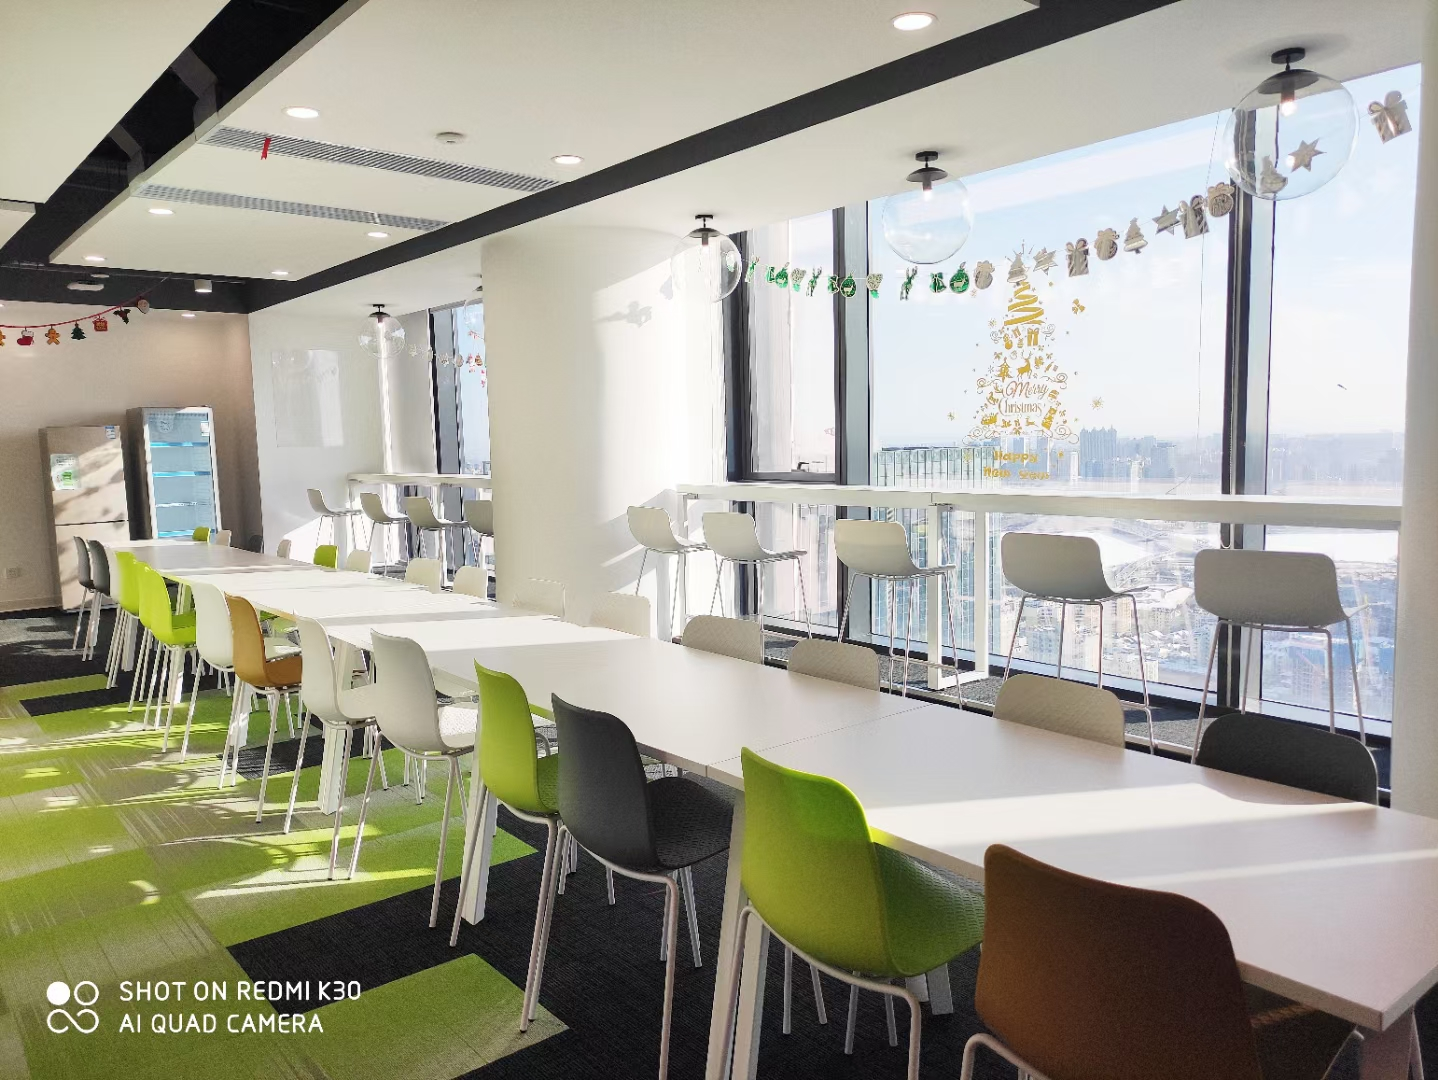 Merry
Christmas
Happy
New Year
SHOT ON REDMI K30
AI QUAD CAMERA